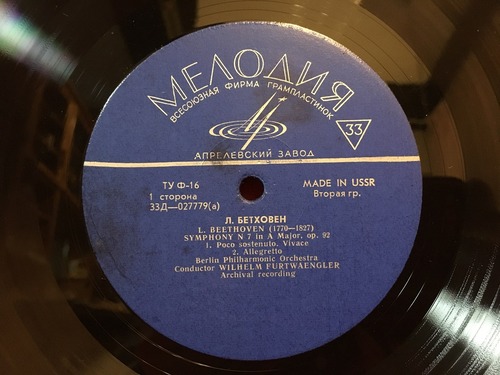 МЕЛОДИЯ
ВСЕСОЮЗНАЯ ФИРМА ГРАМПЛАСТИНОК
33
АПРЕЛЕВСКИЙ ЗАВОД
ТУ Ф-16
MADE IN USSR
1 сторона
Вторая гр.
33Д—027779(а)
Л. БЕТХОВЕН
L. BEETHOVEN (1770—1827)
SYMPHONY N 7 in A Major, op. 92
1. Poco sostenuto. Vivace
2. Allegretto
Berlin Philharmonic Orchestra
Conductor WILHELM FURTWAENGLER
Archival recording